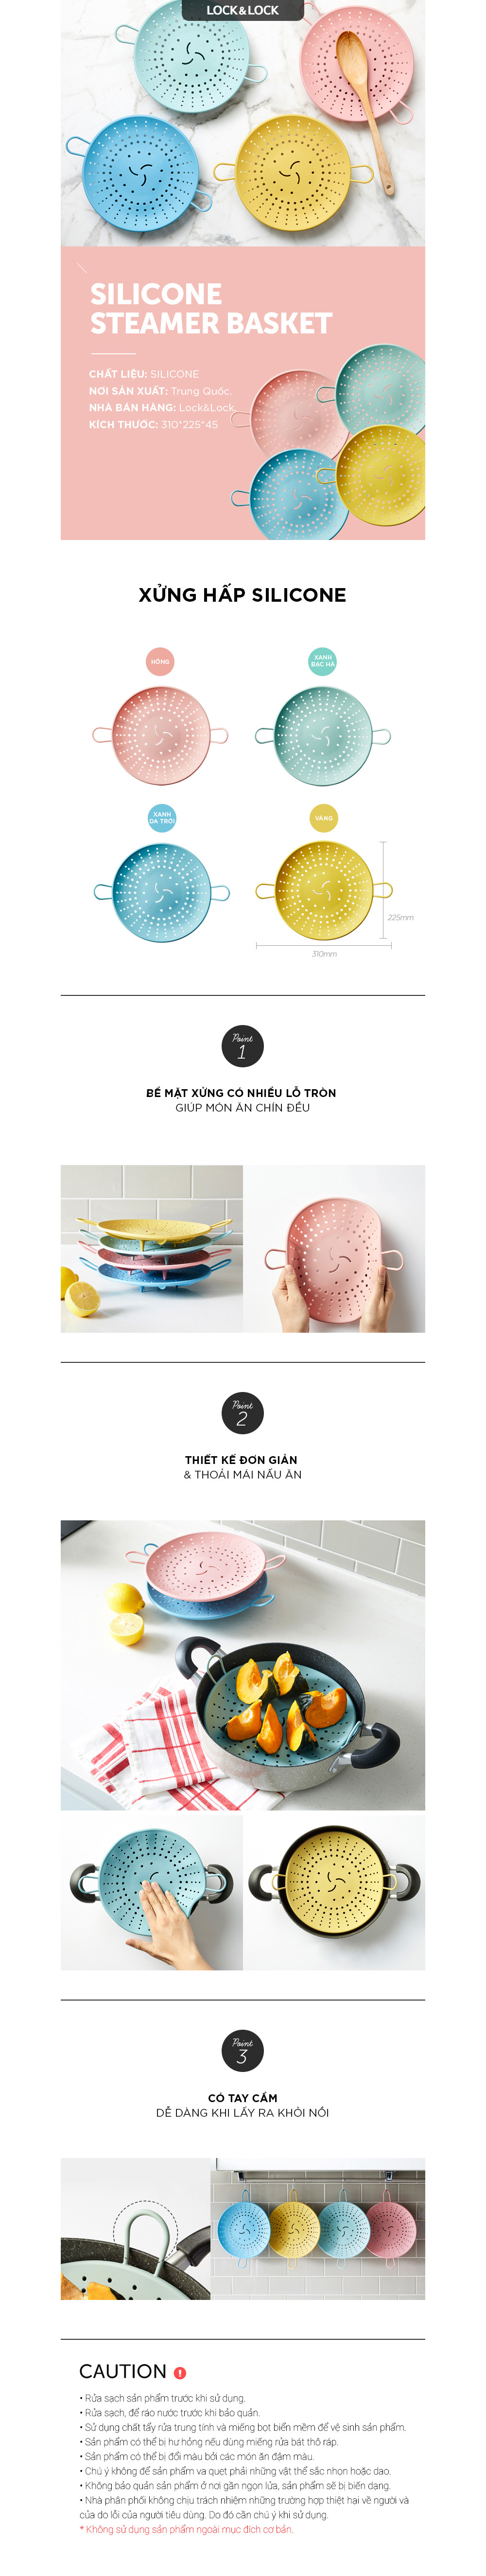 LOCK&LOCK
SILICONE
STEAMER BASKET
CHẤT LIỆU: SILICONE
NƠI SẢN XUẤT: Trung Quốc.
NHÀ BÁN HÀNG: Lock&Lock.
KÍCH THƯỚC: 310*225*45
XỬNG HẤP SILICONE
HỒNG
XANH
BẠC HÀ
XANH
DA TRỜI
VÀNG
225mm
310mm
Point
1
BỀ MẶT XỬNG CÓ NHIỀU LỖ TRÒN
GIÚP MÓN ĂN CHÍN ĐỀU
Point
2
THIẾT KẾ ĐƠN GIẢN
& THOẢI MÁI NẤU ĂN
Point
3
CÓ TAY CẦM
DỄ DÀNG KHI LẤY RA KHỎI NỒI
CAUTION !
• Rửa sạch sản phẩm trước khi sử dụng.
• Rửa sạch, để ráo nước trước khi bảo quản.
• Sử dụng chất tẩy rửa trung tính và miếng bọt biển mềm để vệ sinh sản phẩm.
• Sản phẩm có thể bị hư hỏng nếu dùng miếng rửa bát thô ráp.
• Sản phẩm có thể bị đổi màu bởi các món ăn đậm màu.
• Chú ý không để sản phẩm va quẹt phải những vật thể sắc nhọn hoặc dao.
• Không bảo quản sản phẩm ở nơi gần ngọn lửa, sản phẩm sẽ bị biến dạng.
• Nhà phân phối không chịu trách nhiệm những trường hợp thiệt hại về người và
của do lỗi của người tiêu dùng. Do đó cần chú ý khi sử dụng.
* Không sử dụng sản phẩm ngoài mục đích cơ bản.